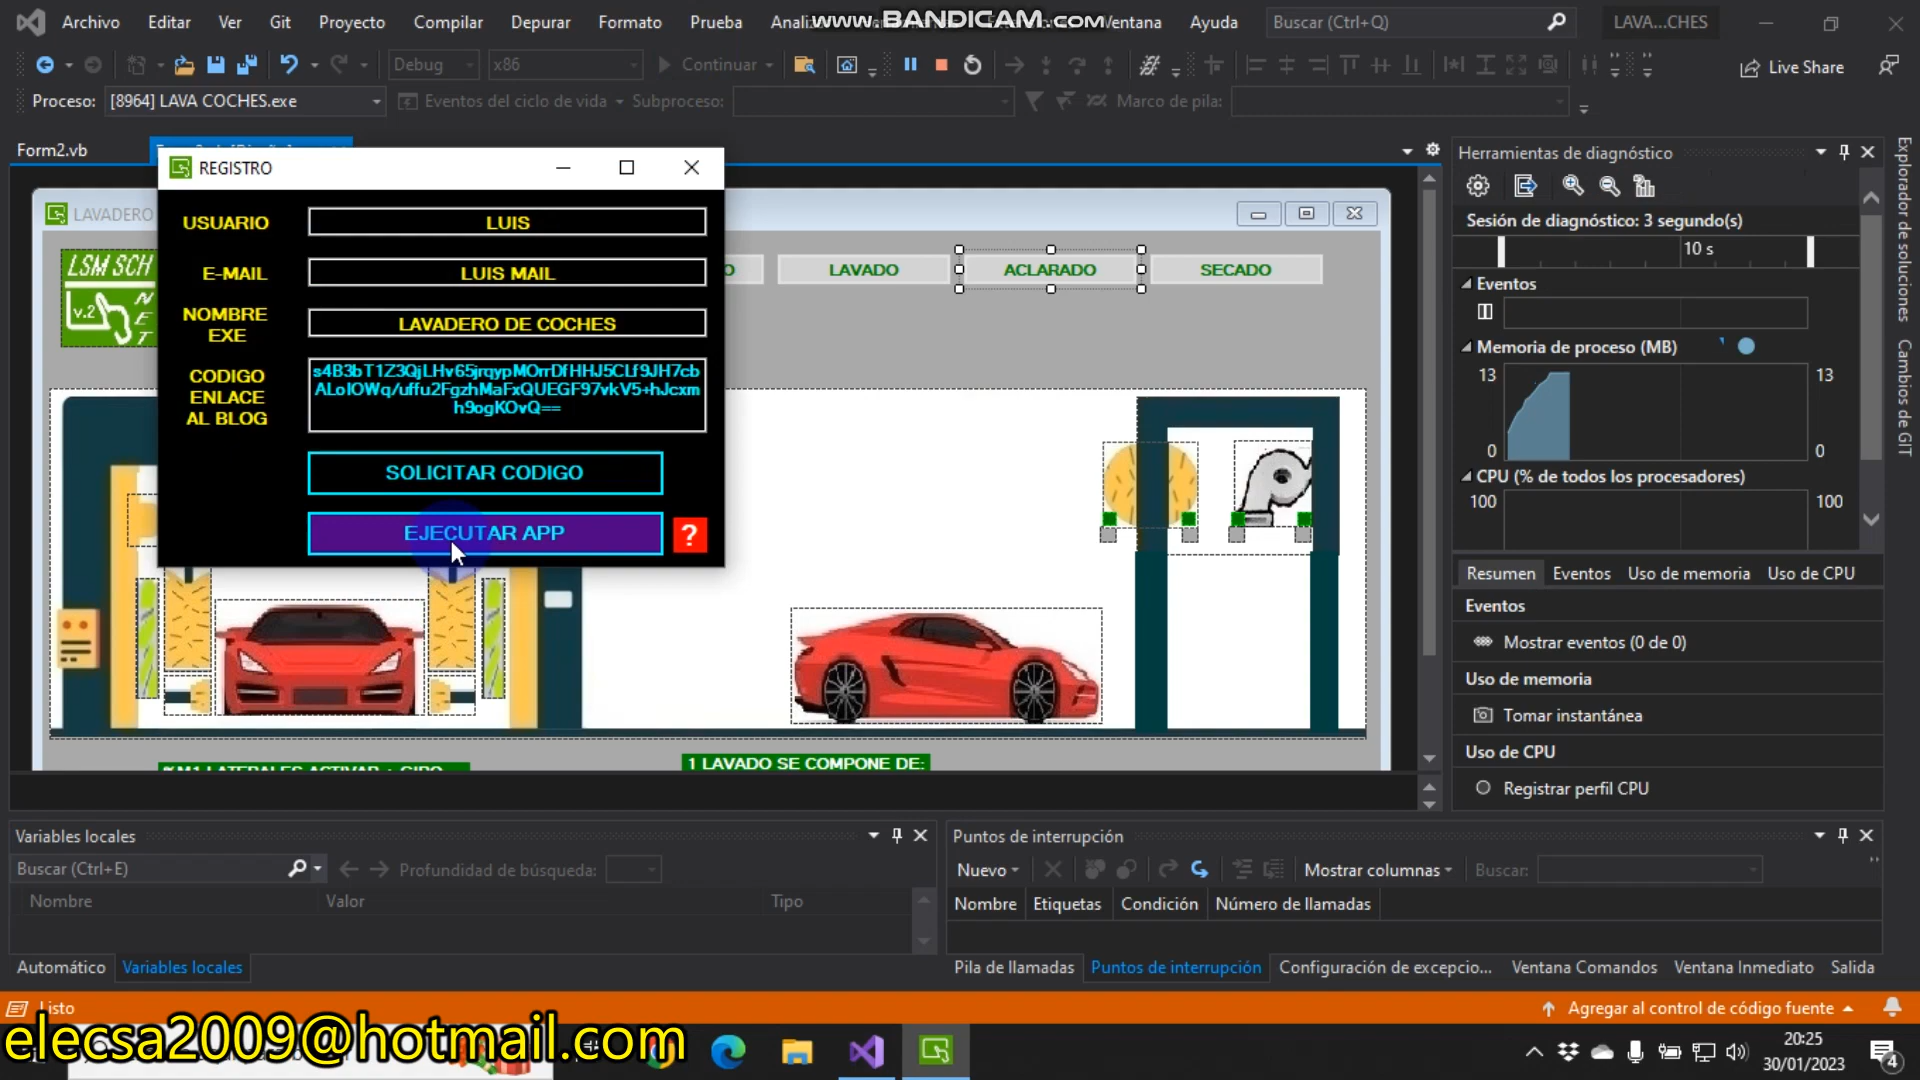 Archivo Editar Ver Git Proyecto Compilar Depurar Formato Prueba Ventana Ayuda Buscar (Ctrl+Q) LAVA...CHES
www.BANDICAM.com
Debug x86 Continuar Live Share
Proceso: [8964] LAVA COCHES.exe Eventos del ciclo de vida Subproceso: Marco de pila:
Form2.vb
REGISTRO
USUARIO LUIS
E-MAIL LUIS MAIL
NOMBRE EXE LAVADERO DE COCHES
CODIGO ENLACE AL BLOG
s4B3bT1Z3QjLHv65jrqypMOrrDfHHJ5CLf9JH7cb
ALolOWq/uffu2FgzhMaFxQUEGF97vkV5+hJcxm
h9ogKOvQ==
SOLICITAR CODIGO
EJECUTAR APP ?
LAVADERO
LSM SCH
v.2 NET
LAVADO ACLARADO SECADO
1 LAVADO SE COMPONE DE:
Herramientas de diagnóstico
Sesión de diagnóstico: 3 segundo(s)
10 s
Eventos
Memoria de proceso (MB)
13 13
0 0
CPU (% de todos los procesadores)
100 100
Resumen Eventos Uso de memoria Uso de CPU
Eventos
Mostrar eventos (0 de 0)
Uso de memoria
Tomar instantánea
Uso de CPU
Registrar perfil CPU
Explorador de soluciones
Cambios de GIT
Variables locales
Buscar (Ctrl+E) Profundidad de búsqueda:
Nombre Valor Tipo
Automático Variables locales
Puntos de interrupción
Nuevo Mostrar columnas Buscar:
Nombre Etiquetas Condición Número de llamadas
Pila de llamadas Puntos de interrupción Configuración de excepcio... Ventana Comandos Ventana Inmediato Salida
Listo Agregar al control de código fuente
elecsa2009@hotmail.com
20:25
30/01/2023
4